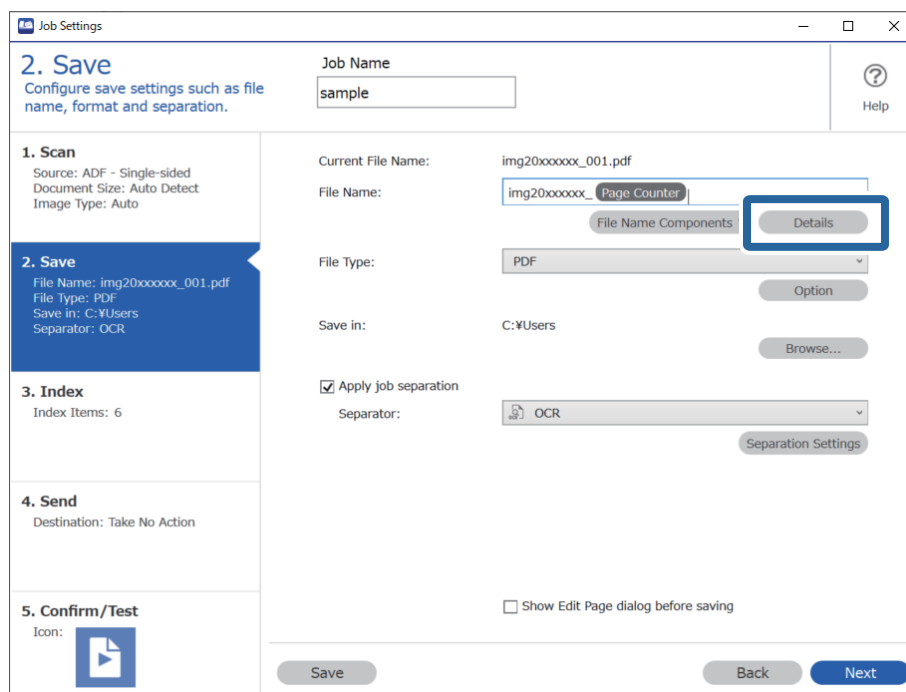 Job Settings
2. Save
Configure save settings such as file
name, format and separation.
Job Name
sample
Help
1. Scan
Source: ADF - Single-sided
Document Size: Auto Detect
Image Type: Auto
2. Save
File Name: img20xxxxxx_001.pdf
File Type: PDF
Save in: C:¥Users
Separator: OCR
3. Index
Index Items: 6
4. Send
Destination: Take No Action
5. Confirm/Test
Icon:
Current File Name: img20xxxxxx_001.pdf
File Name: img20xxxxxx_ Page Counter
File Name Components Details
File Type: PDF
Option
Save in: C:¥Users
Browse...
Apply job separation
Separator: OCR
Separation Settings
Show Edit Page dialog before saving
Save Back Next